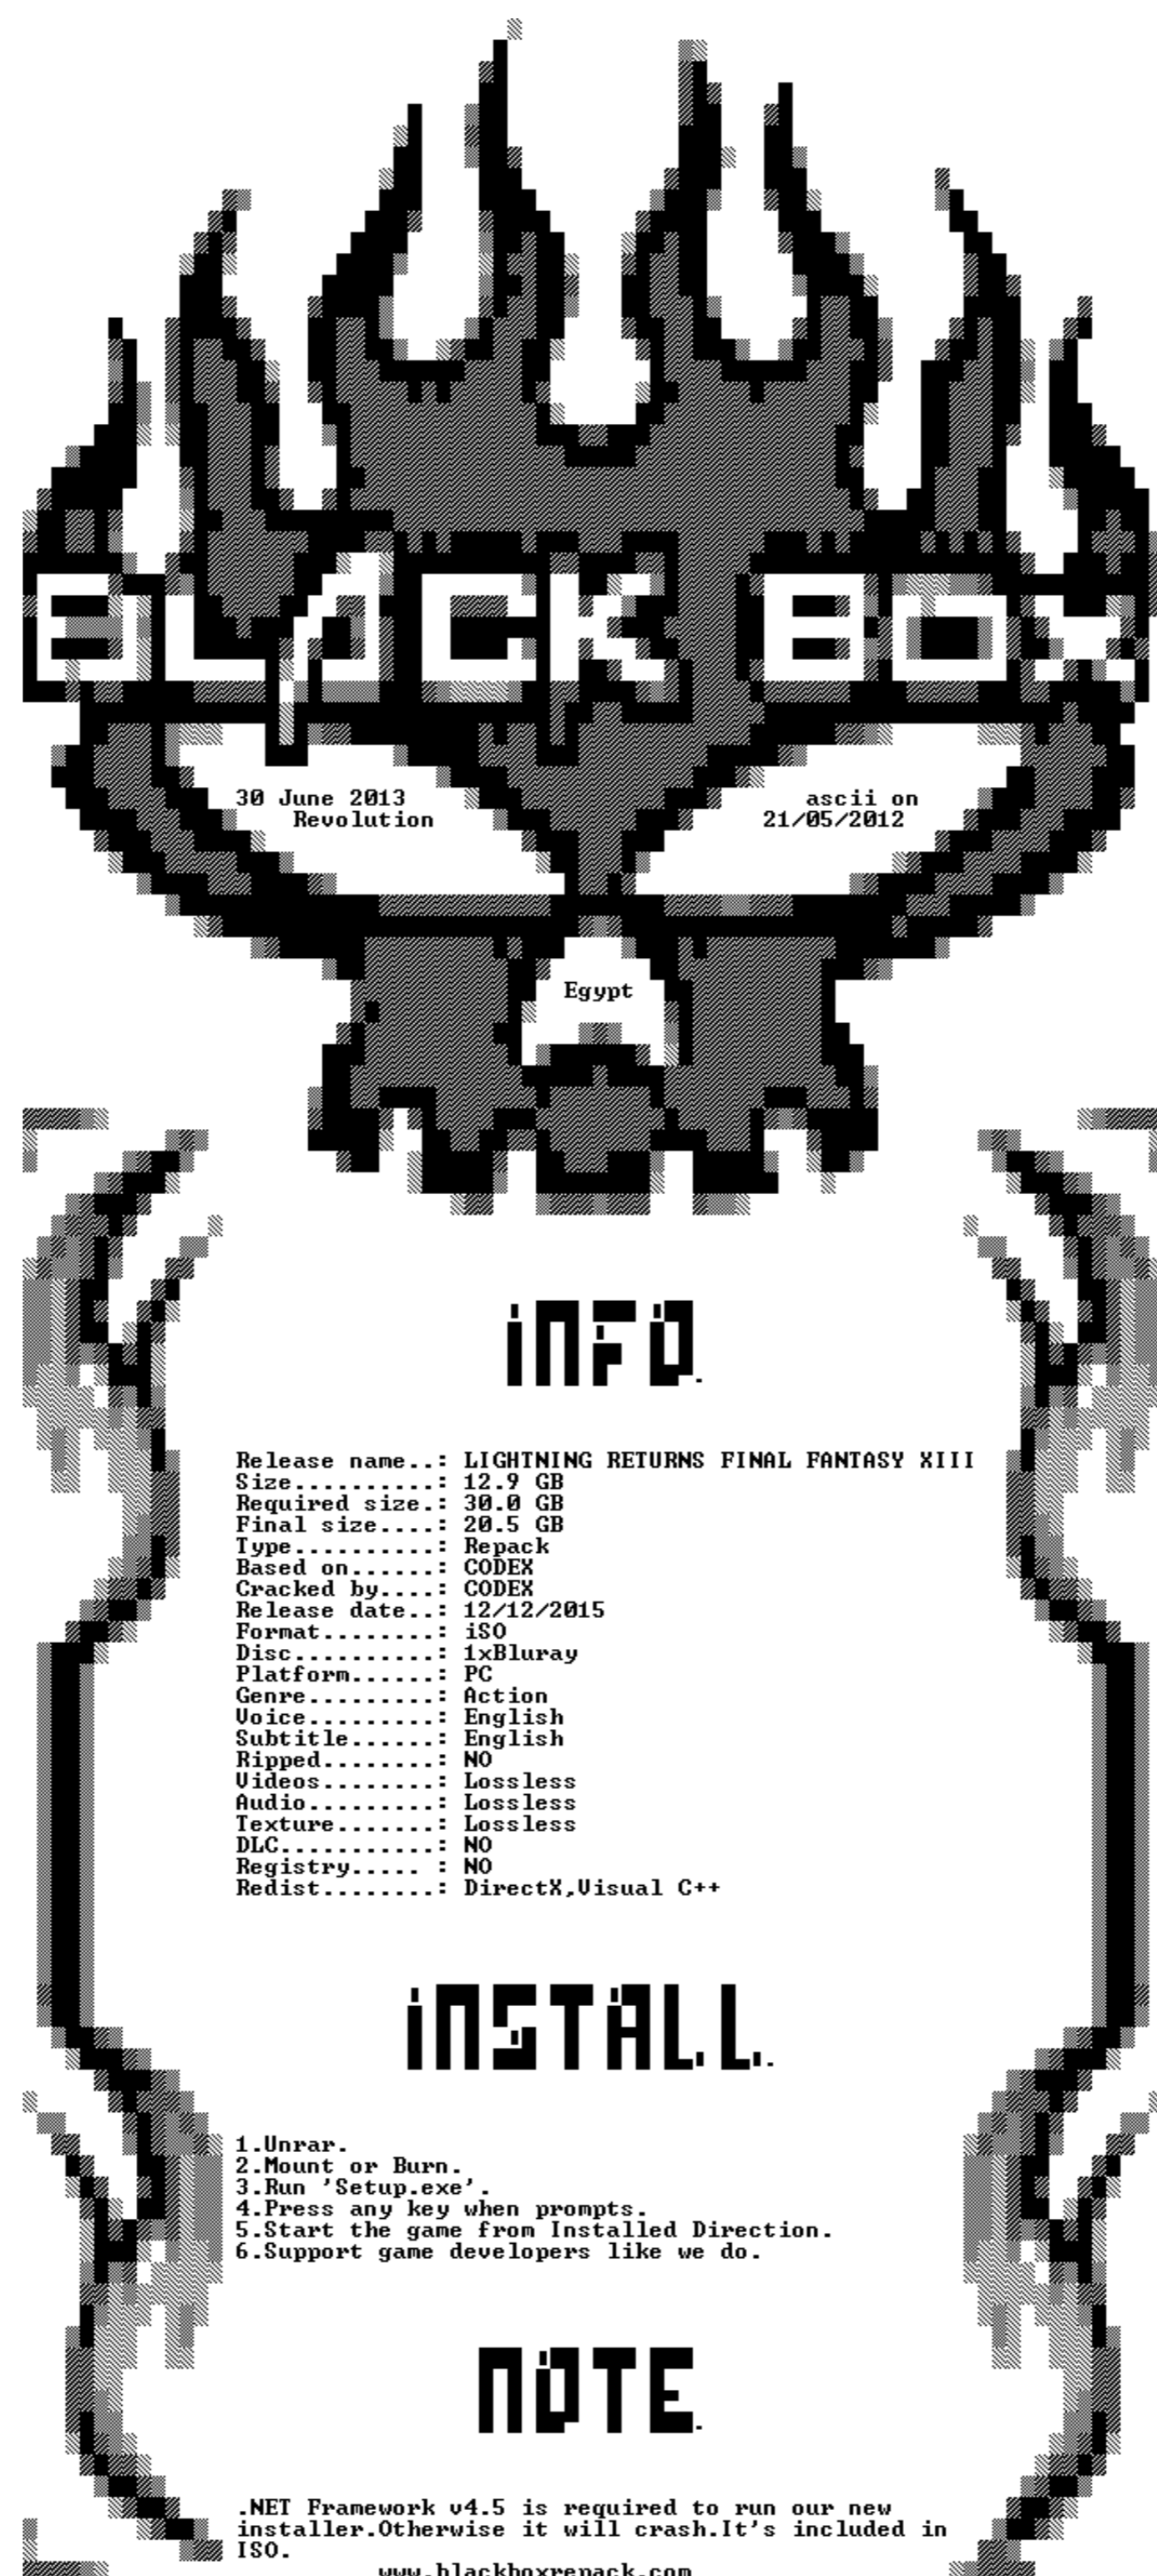 BLACK BOX
30 June 2013 ascii on
Revolution 21/05/2012
Egypt
iNFO.
Release name..: LIGHTNING RETURNS FINAL FANTASY XIII
Size..........: 12.9 GB
Required size.: 30.0 GB
Final size....: 20.5 GB
Type..........: Repack
Based on......: CODEX
Cracked by....: CODEX
Release date..: 12/12/2015
Format........: iSO
Disc..........: 1xBluray
Platform......: PC
Genre.........: Action
Voice.........: English
Subtitle......: English
Ripped........: NO
Videos........: Lossless
Audio.........: Lossless
Texture.......: Lossless
DLC...........: NO
Registry..... : NO
Redist........: DirectX,Visual C++
iNSTALL.
1.Unrar.
2.Mount or Burn.
3.Run 'Setup.exe'.
4.Press any key when prompts.
5.Start the game from Installed Direction.
6.Support game developers like we do.
NOTE.
.NET Framework v4.5 is required to run our new
installer.Otherwise it will crash.It's included in
ISO.
www.blackboxrepack.com